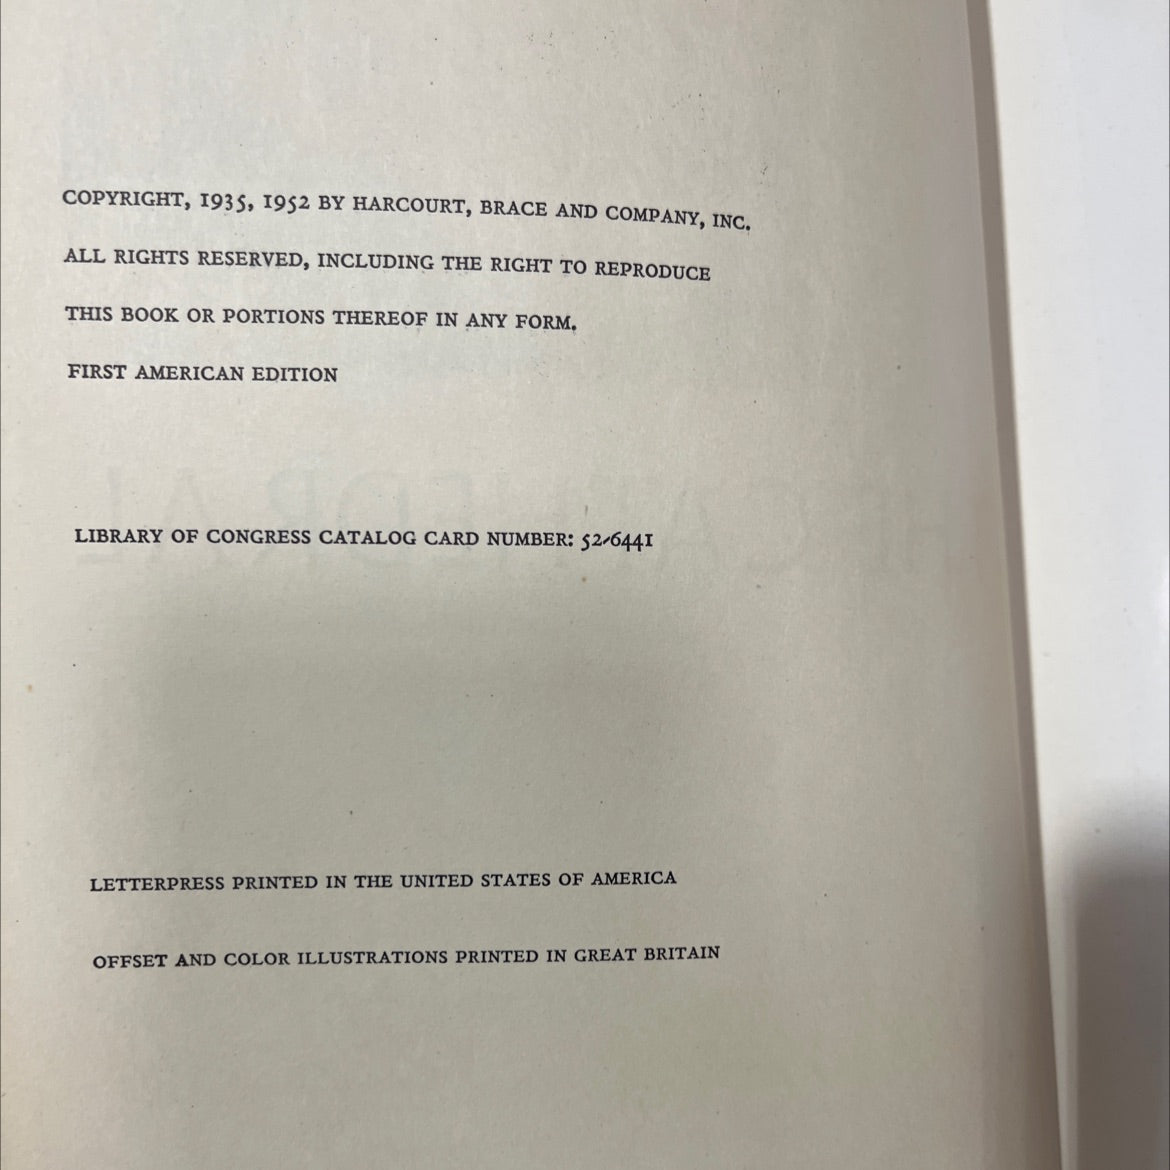 COPYRIGHT, 1935, 1952 BY HARCOURT, BRACE AND COMPANY, INC.
ALL RIGHTS RESERVED, INCLUDING THE RIGHT TO REPRODUCE
THIS BOOK OR PORTIONS THEREOF IN ANY FORM.
FIRST AMERICAN EDITION
LIBRARY OF CONGRESS CATALOG CARD NUMBER: 52-6441
LETTERPRESS PRINTED IN THE UNITED STATES OF AMERICA
OFFSET AND COLOR ILLUSTRATIONS PRINTED IN GREAT BRITAIN